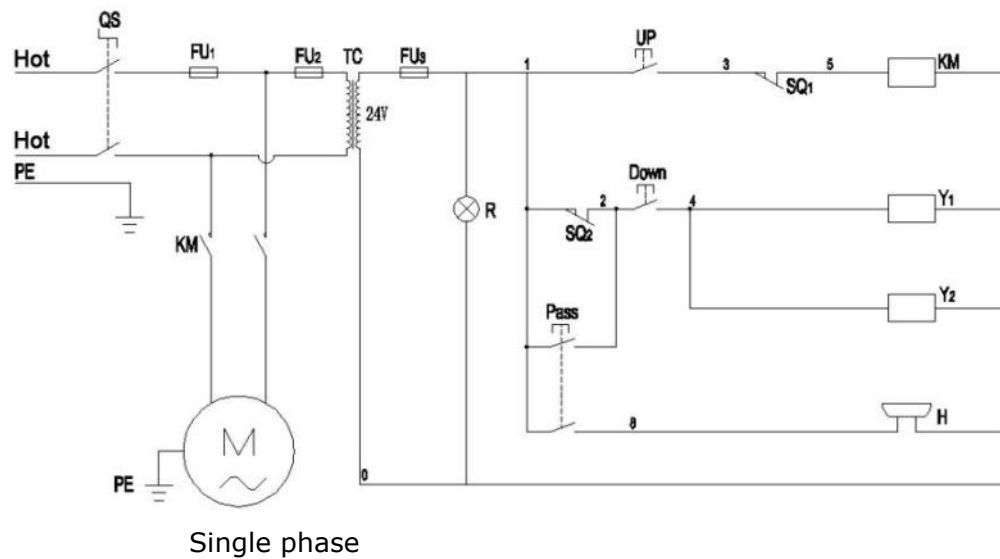 QS
Hot FU1 FU2 TC FU3 1 UP 3 SQ1 5 KM
24V
Hot
PE
R
SQ2 2 Down 4 Y1
KM
Y2
Pass
8 H
M
PE
0
Single phase